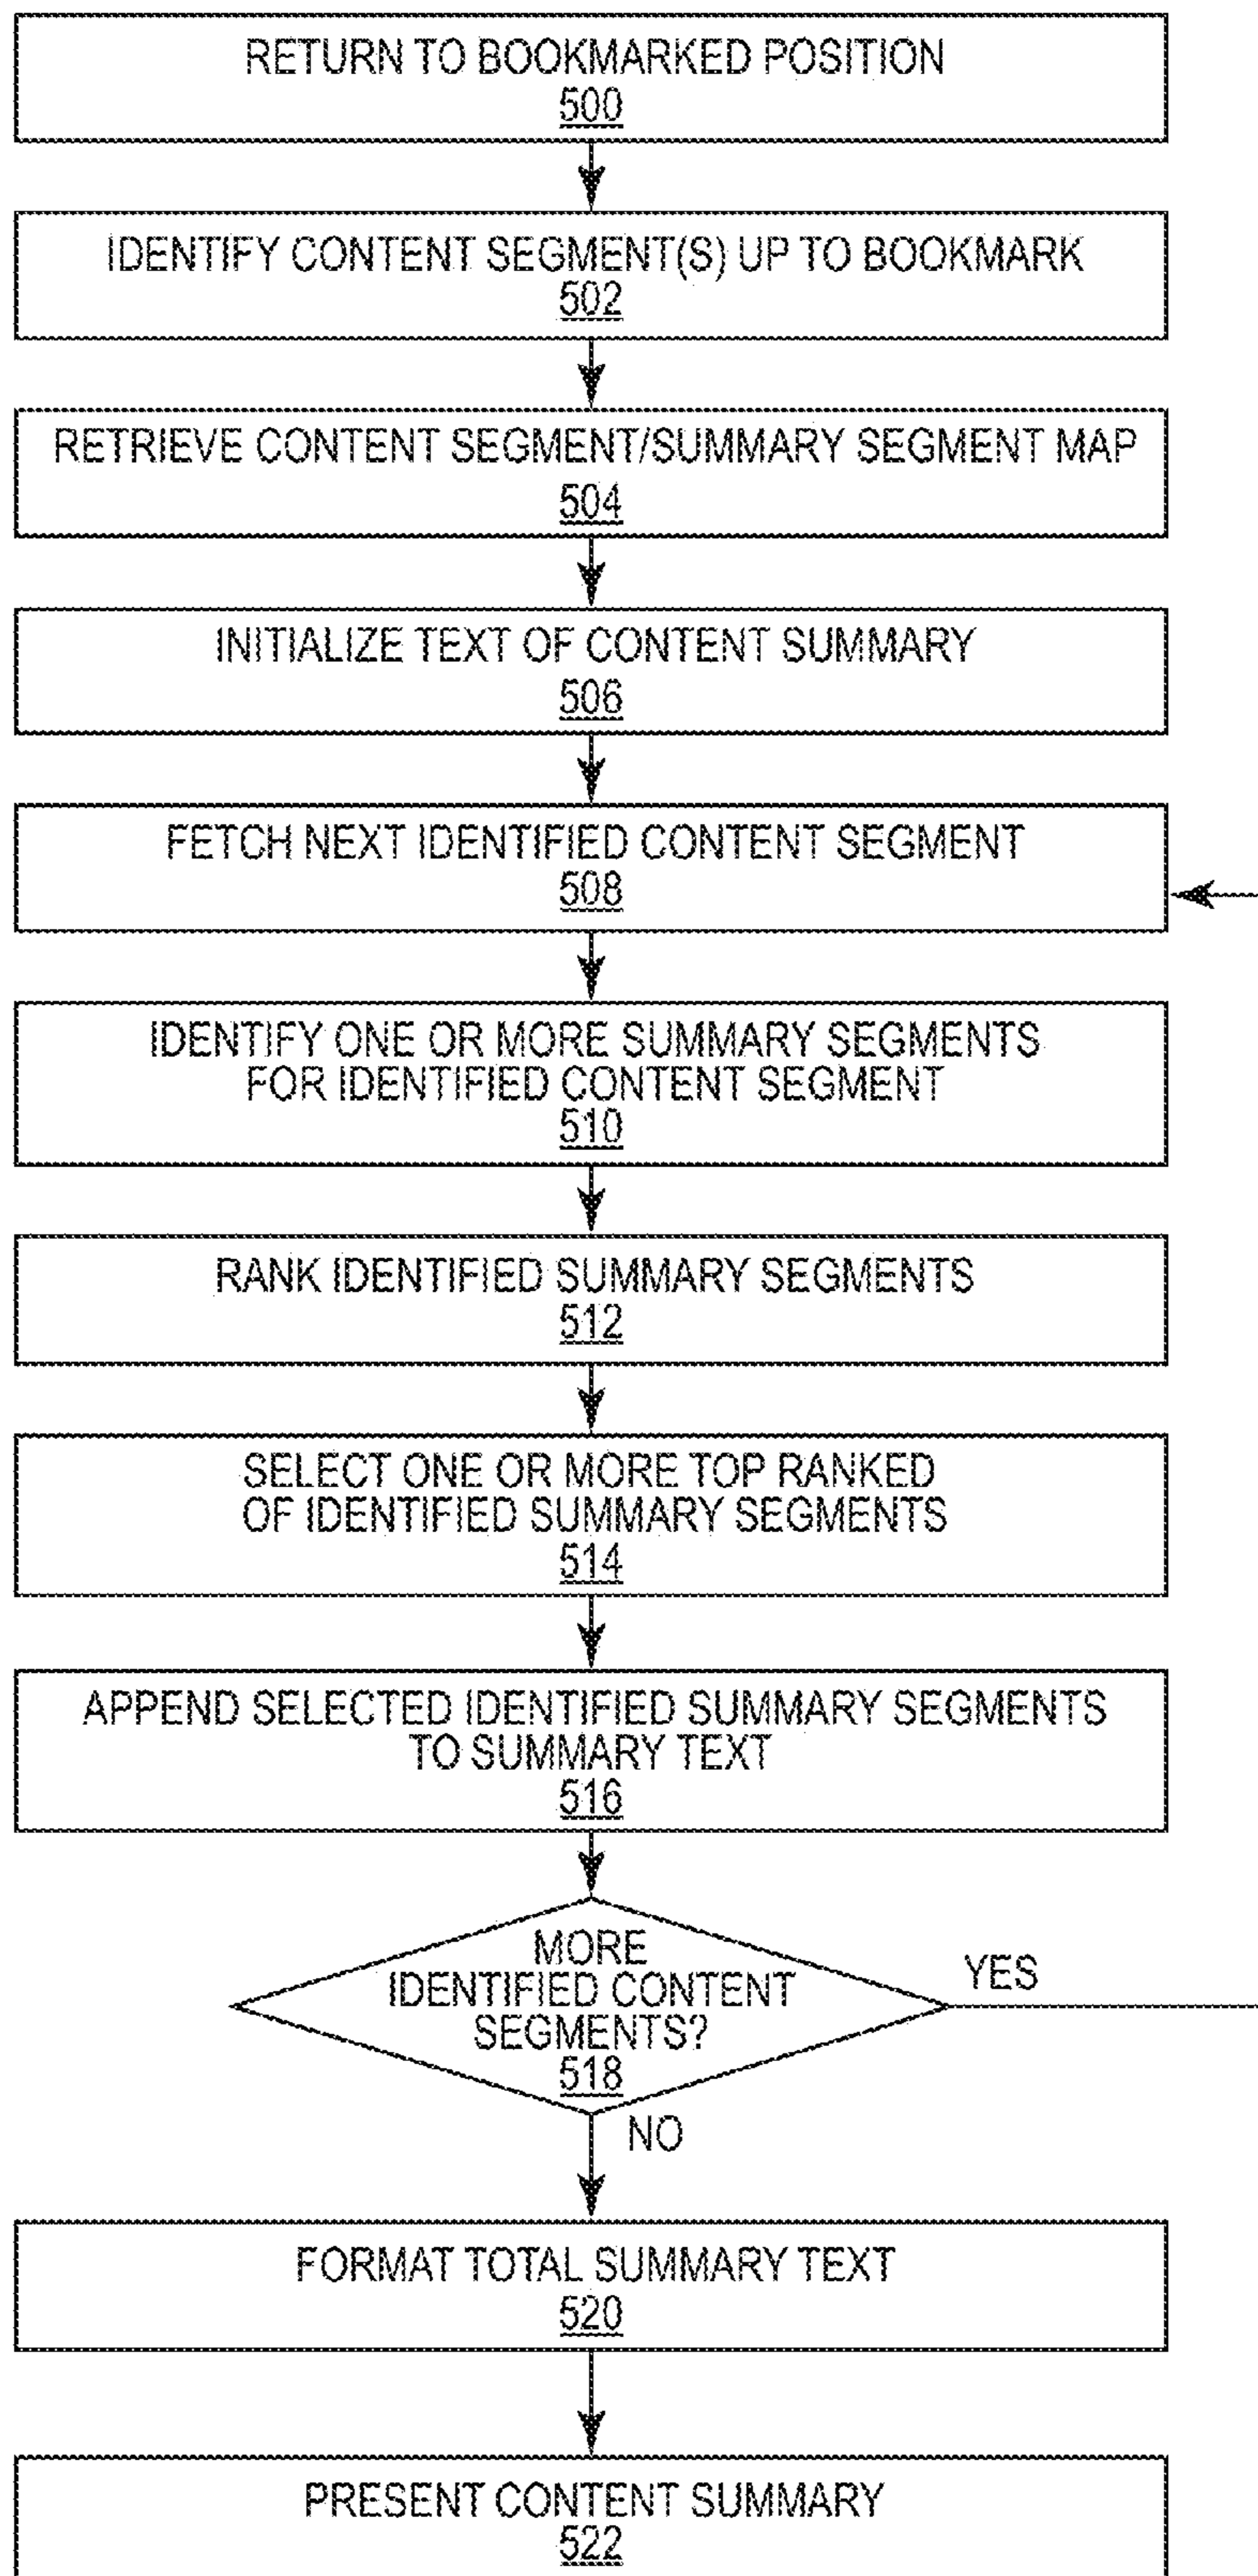 RETURN TO BOOKMARKED POSITION
500
IDENTIFY CONTENT SEGMENT(S) UP TO BOOKMARK
502
RETRIEVE CONTENT SEGMENT/SUMMARY SEGMENT MAP
504
INITIALIZE TEXT OF CONTENT SUMMARY
506
FETCH NEXT IDENTIFIED CONTENT SEGMENT
508
IDENTIFY ONE OR MORE SUMMARY SEGMENTS
FOR IDENTIFIED CONTENT SEGMENT
510
RANK IDENTIFIED SUMMARY SEGMENTS
512
SELECT ONE OR MORE TOP RANKED
OF IDENTIFIED SUMMARY SEGMENTS
514
APPEND SELECTED IDENTIFIED SUMMARY SEGMENTS
TO SUMMARY TEXT
516
MORE
IDENTIFIED CONTENT
SEGMENTS?
518
YES
NO
FORMAT TOTAL SUMMARY TEXT
520
PRESENT CONTENT SUMMARY
522